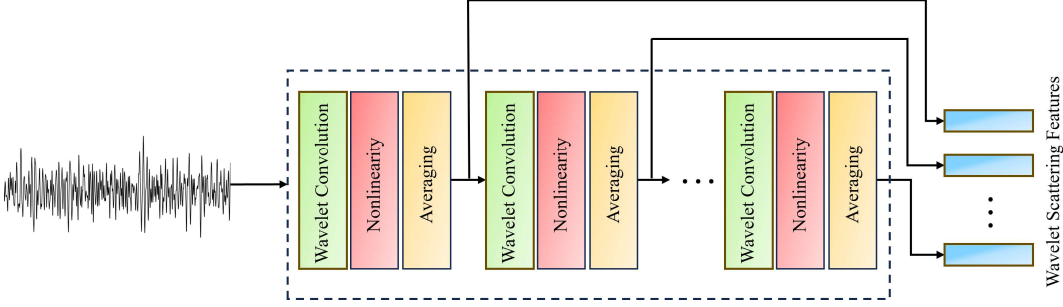 Wavelet Convolution
Nonlinearity
Averaging
Wavelet Convolution
Nonlinearity
Averaging
Wavelet Convolution
Nonlinearity
Averaging
Wavelet Scattering Features